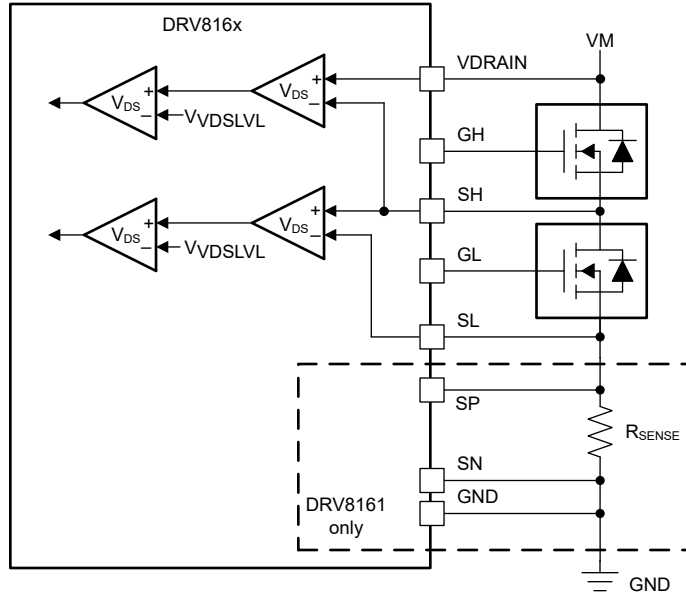 DRV816x
VM
VDRAIN
+
VDS
–
VVDSLVL
+
VDS
–
GH
SH
+
VDS
–
VVDSLVL
+
VDS
–
GL
SL
SP
RSENSE
SN
GND
DRV8161
only
GND